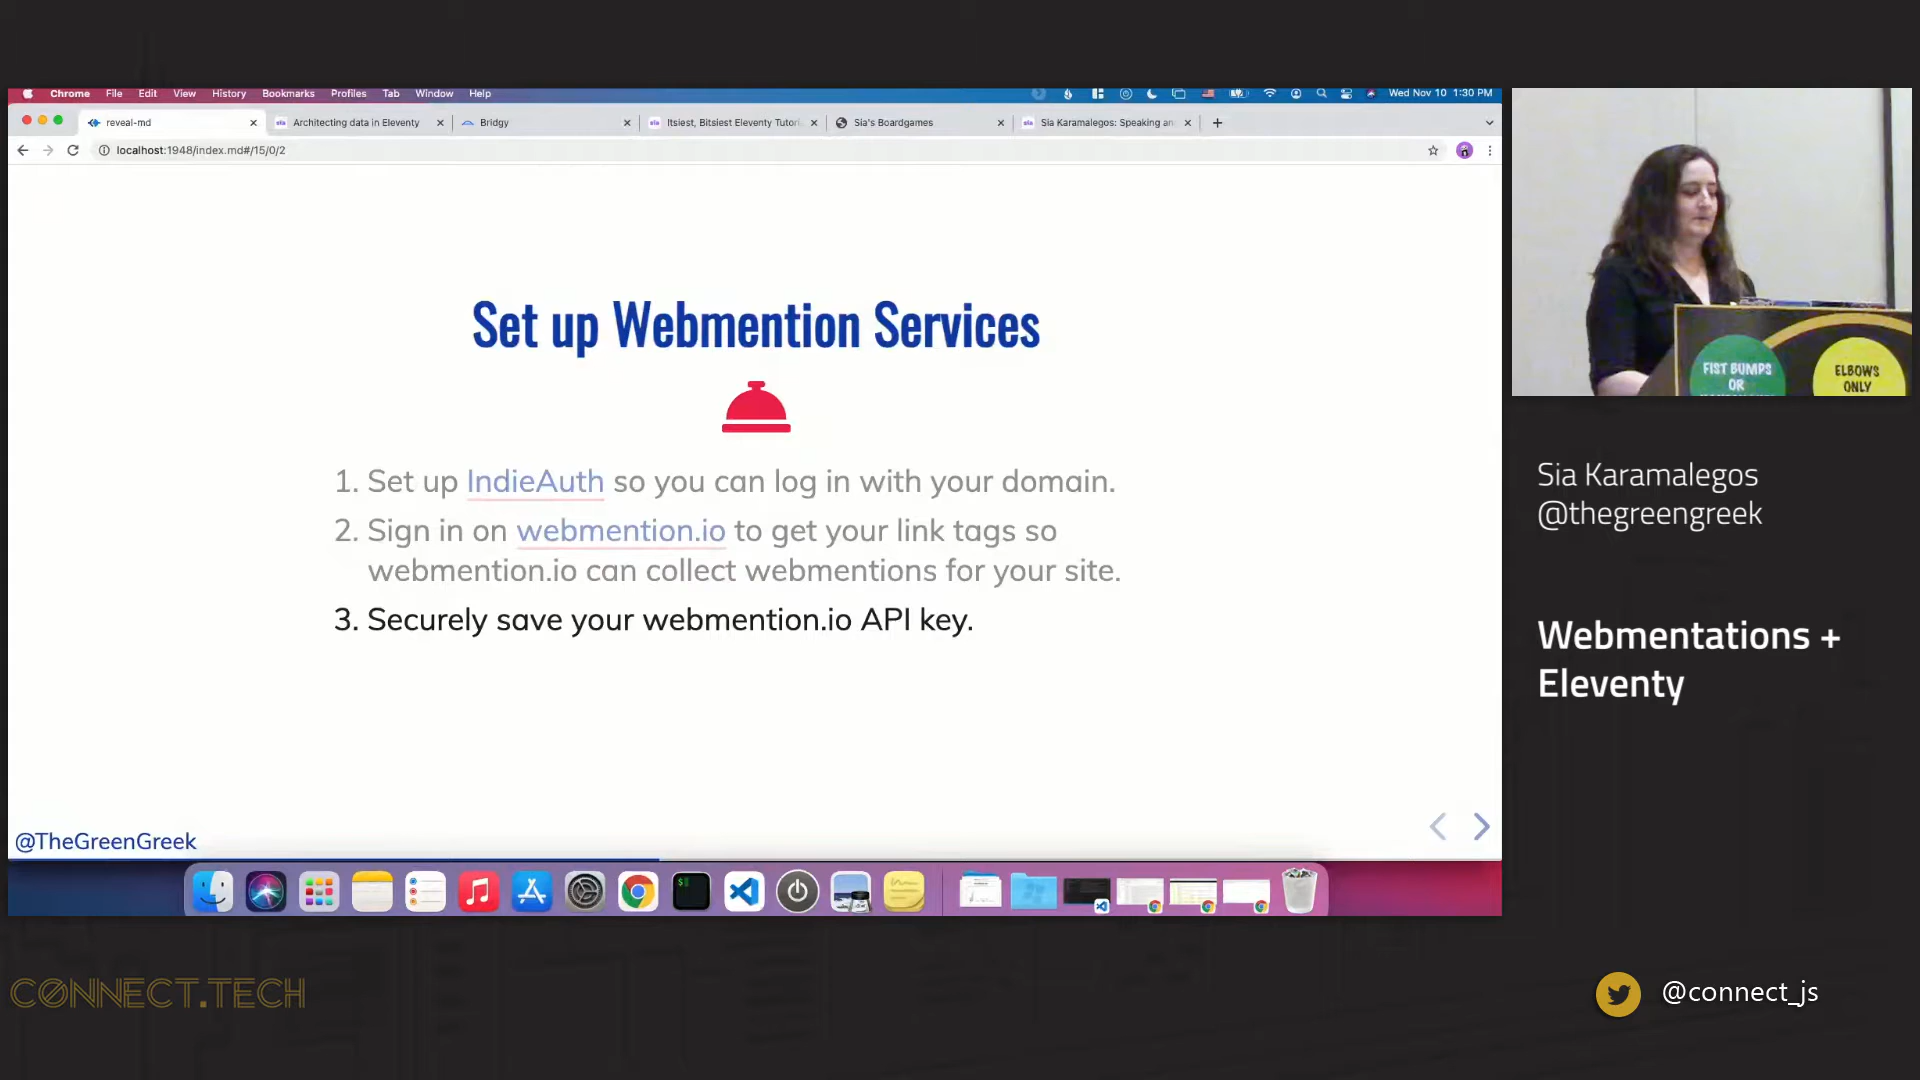 Chrome File Edit View History Bookmarks Profiles Tab Window Help
Wed Nov 10 1:30 PM
reveal-md
Architecting data in Eleventy
Bridgy
Itsiest, Bitsiest Eleventy Tutori
Sia's Boardgames
Sia Karamalegos: Speaking an
localhost:1948/index.md#/15/0/2
Set up Webmention Services
1. Set up IndieAuth so you can log in with your domain.
2. Sign in on webmention.io to get your link tags so
webmention.io can collect webmentions for your site.
3. Securely save your webmention.io API key.
@TheGreenGreek
FIST BUMPS
OR
ELBOWS
ONLY
Sia Karamalegos
@thegreengreek
Webmentations +
Eleventy
CONNECT.TECH
@connect_js